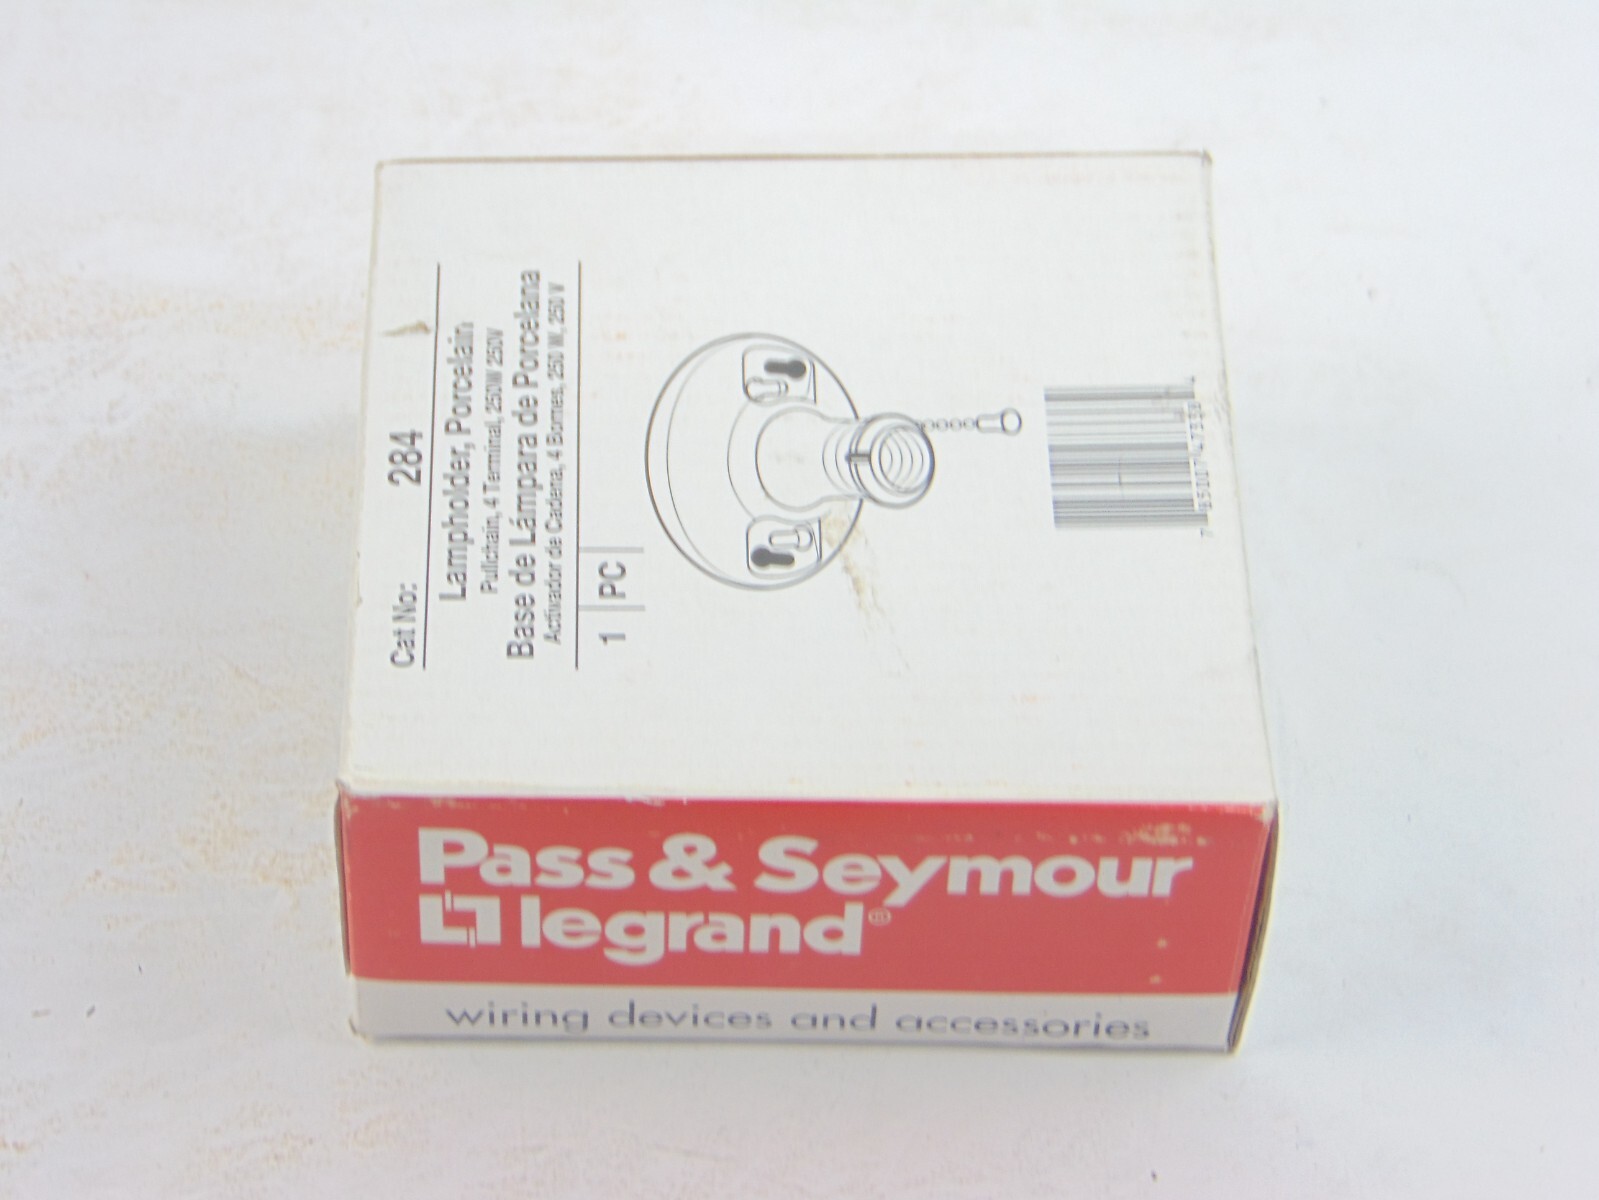 Cat No: 284
Lampholder, Porcelain
Pullchain, 4 Terminal, 250W 250V
Base de Lámpara de Porcelana
Activador de Cadena, 4 Bornes, 250 W, 250 V
1 PC
Pass & Seymour
legrand®
wiring devices and accessories